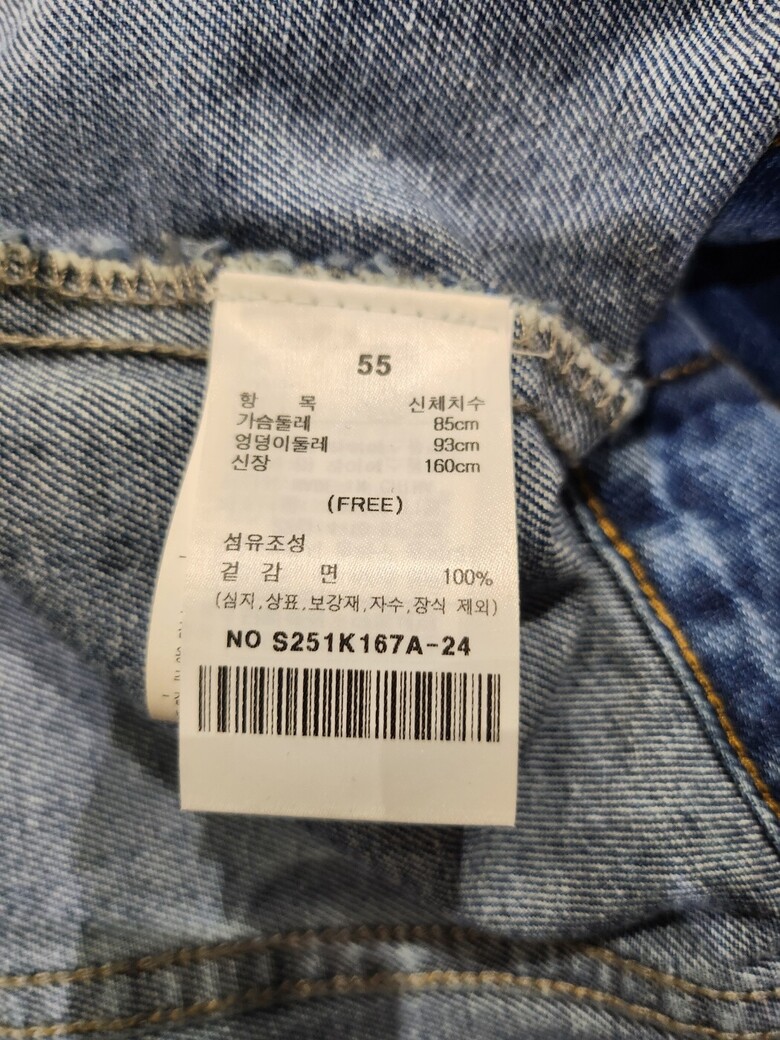 55
항 목 신체치수
가슴둘레 85cm
엉덩이둘레 93cm
신장 160cm
(FREE)
섬유조성
겉 감 면 100%
(심지,상표,보강재,자수,장식 제외)
NO S251K167A-24